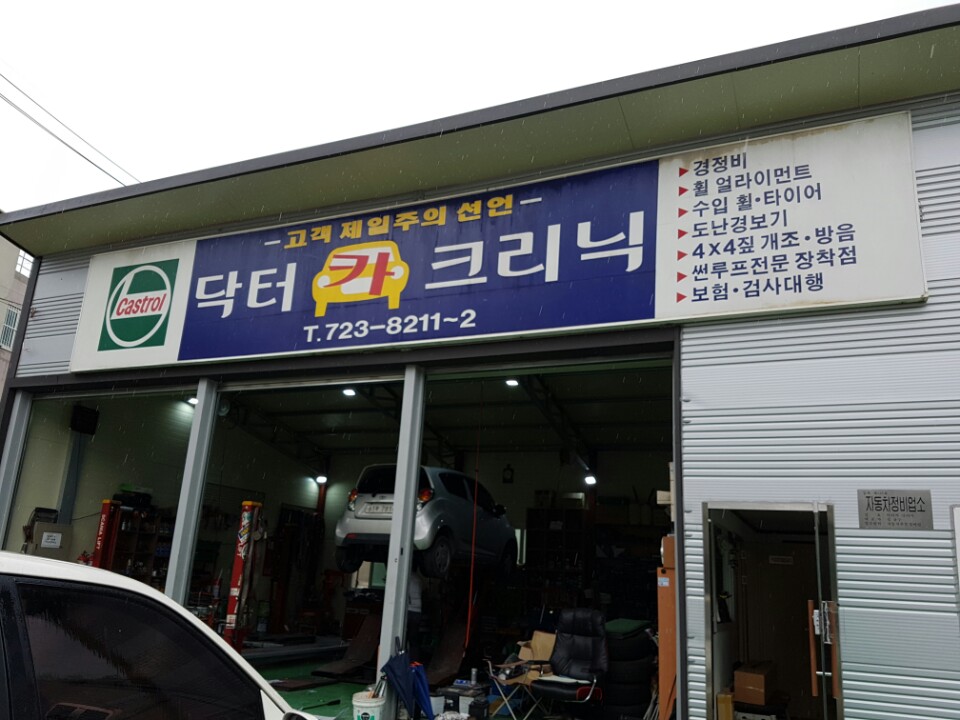 Castrol
－고객 제일주의 선언－
닥터 카 크리닉
T.723-8211~2
▶경정비
▶휠 얼라이먼트
▶수입 휠•타이어
▶도난경보기
▶4×4짚 개조•방음
▶썬루프전문 장착점
▶보험•검사대행
자동차정비업소